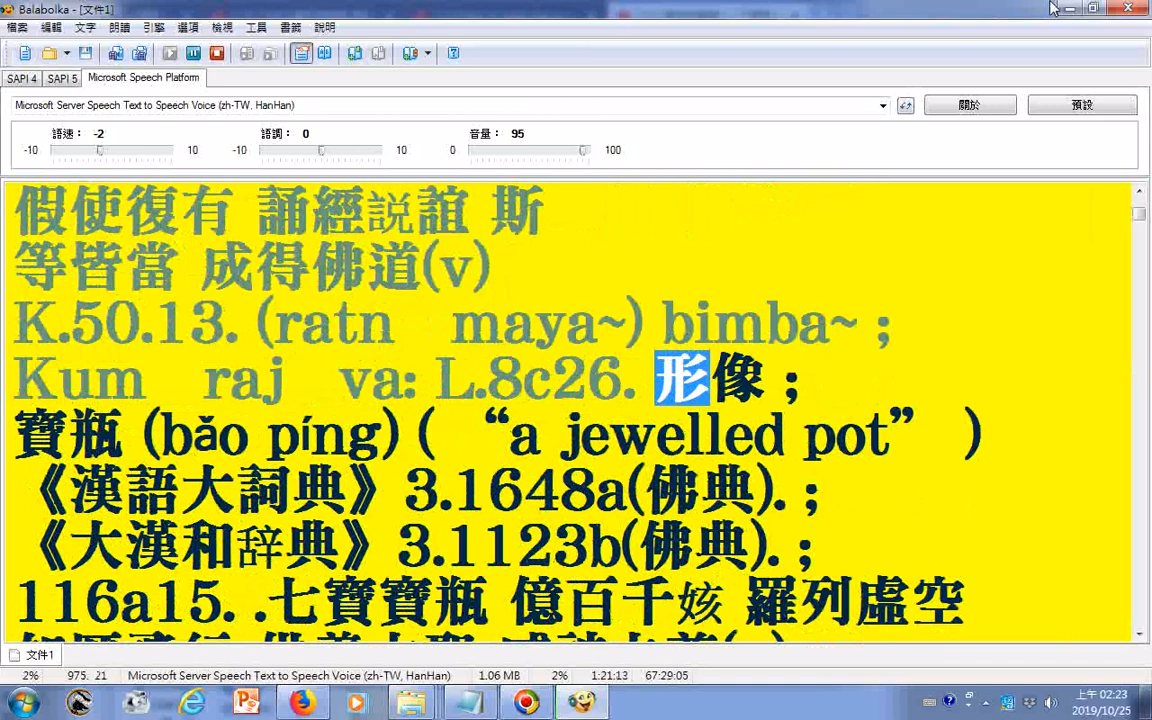 Balabolka - [文件1]
檔案 編輯 文字 朗讀 引擎 選項 檢視 工具 書籤 說明
SAPI 4 SAPI 5 Microsoft Speech Platform
Microsoft Server Speech Text to Speech Voice (zh-TW, HanHan) 關於 預設
語速： -2 語調： 0 音量： 95
-10 10 -10 10 0 100
假使復有 誦經説誼 斯
等皆當 成得佛道(v)
K.50.13. (ratn maya~) bimba~ ;
Kum raj va: L.8c26. 形像 ;
寶瓶 (bǎo píng) ( “a jewelled pot” )
《漢語大詞典》 3.1648a(佛典). ;
《大漢和辞典》 3.1123b(佛典). ;
116a15. .七寶寶瓶 億百千姟 羅列虛空
文件1
2% 975. 21 Microsoft Server Speech Text to Speech Voice (zh-TW, HanHan) 1.06 MB 2% 1:21:13 67:29:05
上午 02:23
2019/10/25